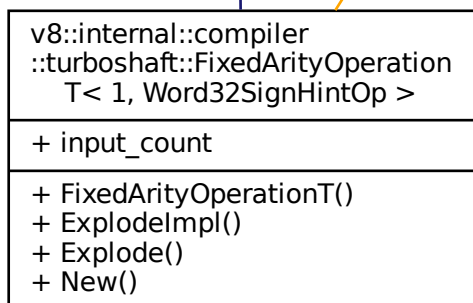 v8::internal::compiler
::turboshaft::FixedArityOperation
T< 1, Word32SignHintOp >
+ input_count
+ FixedArityOperationT()
+ ExplodeImpl()
+ Explode()
+ New()